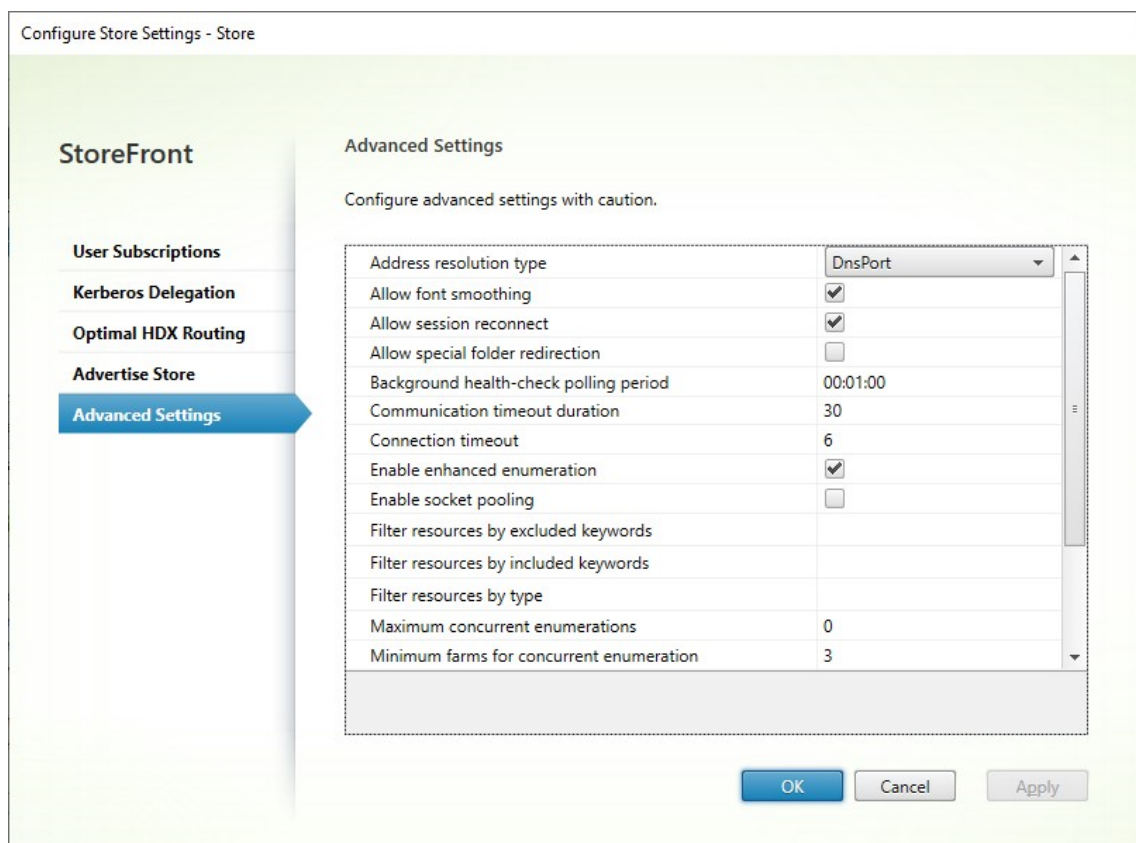 Configure Store Settings - Store
StoreFront
User Subscriptions
Kerberos Delegation
Optimal HDX Routing
Advertise Store
Advanced Settings
Advanced Settings
Configure advanced settings with caution.
Address resolution type DnsPort
Allow font smoothing
Allow session reconnect
Allow special folder redirection
Background health-check polling period 00:01:00
Communication timeout duration 30
Connection timeout 6
Enable enhanced enumeration
Enable socket pooling
Filter resources by excluded keywords
Filter resources by included keywords
Filter resources by type
Maximum concurrent enumerations 0
Minimum farms for concurrent enumeration 3
OK Cancel Apply